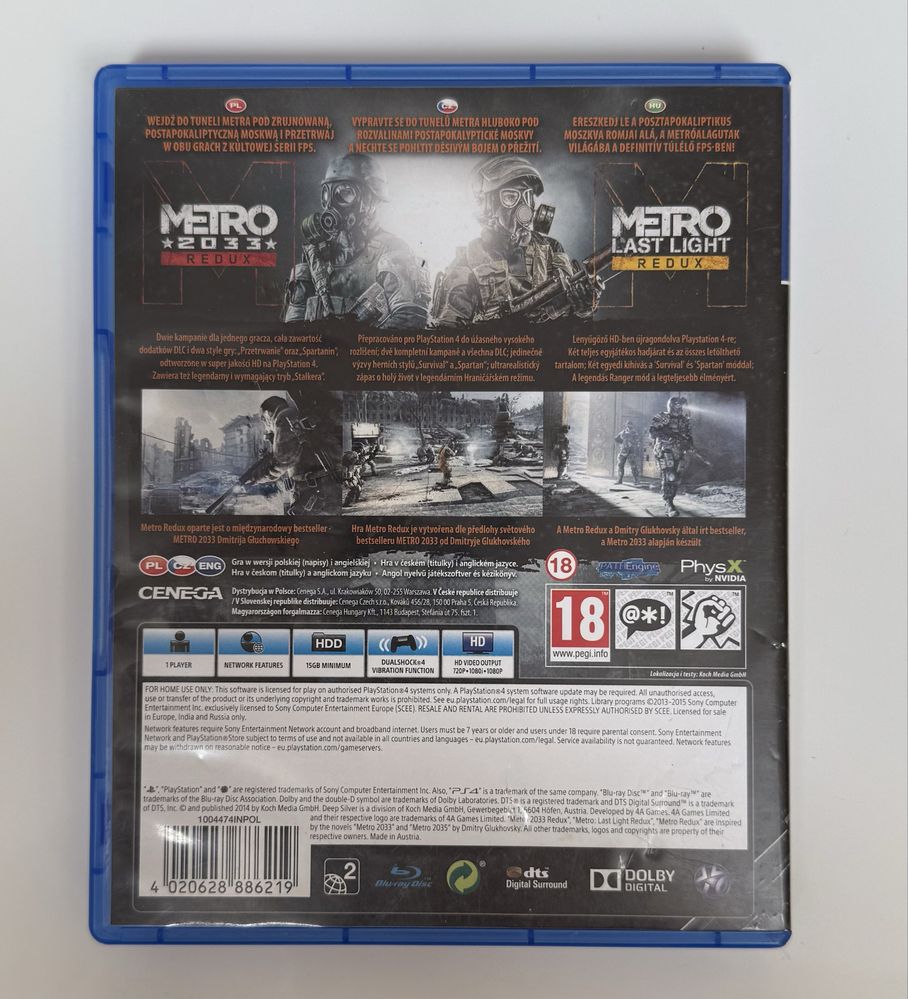 PL
WEJDŹ DO TUNELI METRA POD ZRUJNOWANĄ,
POSTAPOKALIPTYCZNĄ MOSKWĄ I PRZETRWAJ
W OBU GRACH Z KULTOWEJ SERII FPS.
CZ
VYPRAVTE SE DO TUNELŮ METRA HLUBOKO POD
ROZVALINAMI POSTAPOKALYPTICKÉ MOSKVY
A NECHTE SE POHLTIT DĚSIVÝM BOJEM O PŘEŽITÍ.
HU
ERESZKEDJ LE A POSZTAPOKALIPTIKUS
MOSZKVA ROMJAI ALÁ, A METRÓALAGUTAK
VILÁGÁBA A DEFINITÍV TÚLÉLŐ FPS-BEN!
METRO
2033
REDUX
METRO
LAST LIGHT
REDUX
Dwie kampanie dla jednego gracza, cała zawartość
dodatków DLC i dwa style gry: „Przetrwanie" oraz „Spartanin",
odtworzone w super jakości HD na PlayStation 4.
Zawiera też legendarny i wymagający tryb „Stalkera".
Přepracováno pro PlayStation 4 do úžasného vysokého
rozlišení; dvě kompletní kampaně a všechna DLC; jedinečné
výzvy herních stylů „Survival" a „Spartan"; ultrarealistický
zápas o holý život v legendárním Hraničářském režimu.
Lenyűgöző HD-ben újragondolva Playstation 4-re;
Két teljes egyjátékos hadjárat és az összes letölthető
tartalom; Két egyedi kihívás a 'Survival' és 'Spartan' móddal;
A legendás Ranger mód a legteljesebb élményért.
Metro Redux oparte jest o międzynarodowy bestseller -
METRO 2033 Dmitrija Głuchowskiego
Hra Metro Redux je vytvořena dle předlohy světového
bestselleru METRO 2033 od Dmitryje Glukhovského
A Metro Redux a Dmitry Glukhovsky által írt bestseller,
a Metro 2033 alapján készült
PL CZ ENG
Gra w wersji polskiej (napisy) i angielskiej • Hra v českém (titulky) i anglickém jazyce.
Hra v českom (titulky) a anglickom jazyku • Angol nyelvű játékszoftver és kézikönyv.
CENEGA
Dystrybucja w Polsce: Cenega S.A., ul. Krakowiaków 50, 02-255 Warszawa. V České republice distribuuje
/V Slovenskej republike distribuuje: Cenega Czech s.r.o., Kováků 456/28, 150 00 Praha 5, Česká Republika.
Magyarországon forgalmazza: Cenega Hungary Kft., 1143 Budapest, Stefánia út 75, fszt. 1.
18
PATHEngine
PhysX™
by NVIDIA
18
www.pegi.info
@*!
Lokalizacja i testy: Koch Media GmbH
1 PLAYER
NETWORK FEATURES
HDD
15GB MINIMUM
DUALSHOCK®4
VIBRATION FUNCTION
HD
HD VIDEO OUTPUT
720p•1080i•1080p
FOR HOME USE ONLY: This software is licensed for play on authorised PlayStation®4 systems only. A PlayStation®4 system software update may be required. All unauthorised access,
use or transfer of the product or its underlying copyright and trademark works is prohibited. See eu.playstation.com/legal for full usage rights. Library programs ©2013-2015 Sony Computer
Entertainment Inc. exclusively licensed to Sony Computer Entertainment Europe (SCEE). RESALE AND RENTAL ARE PROHIBITED UNLESS EXPRESSLY AUTHORISED BY SCEE. Licensed for sale
in Europe, India and Russia only.
Network features require Sony Entertainment Network account and broadband internet. Users must be 7 years or older and users under 18 require parental consent. Sony Entertainment
Network and PlayStation®Store subject to terms of use and not available in all countries and languages – eu.playstation.com/legal. Service availability is not guaranteed. Network features
may be withdrawn on reasonable notice – eu.playstation.com/gameservers.
" ", "PlayStation" and " " are registered trademarks of Sony Computer Entertainment Inc. Also, "PS4" is a trademark of the same company. "Blu-ray Disc™" and "Blu-ray™" are
trademarks of the Blu-ray Disc Association. Dolby and the double-D symbol are trademarks of Dolby Laboratories. DTS is a registered trademark and DTS Digital Surround™ is a trademark
of DTS, Inc. © and published 2014 by Koch Media GmbH. Deep Silver is a division of Koch Media GmbH, Gewerbegebiet 1, 6604 Höfen, Austria. Developed by 4A Games. 4A Games Limited
and their respective logo are trademarks of 4A Games Limited. "Metro 2033 Redux", "Metro: Last Light Redux", "Metro Redux" are inspired
by the novels "Metro 2033" and "Metro 2035" by Dmitry Glukhovsky. All other trademarks, logos and copyrights are property of their
respective owners. Made in Austria.
1004474INPOL
4 020628 886219
2
Blu-ray Disc
dts
Digital Surround
DOLBY
DIGITAL